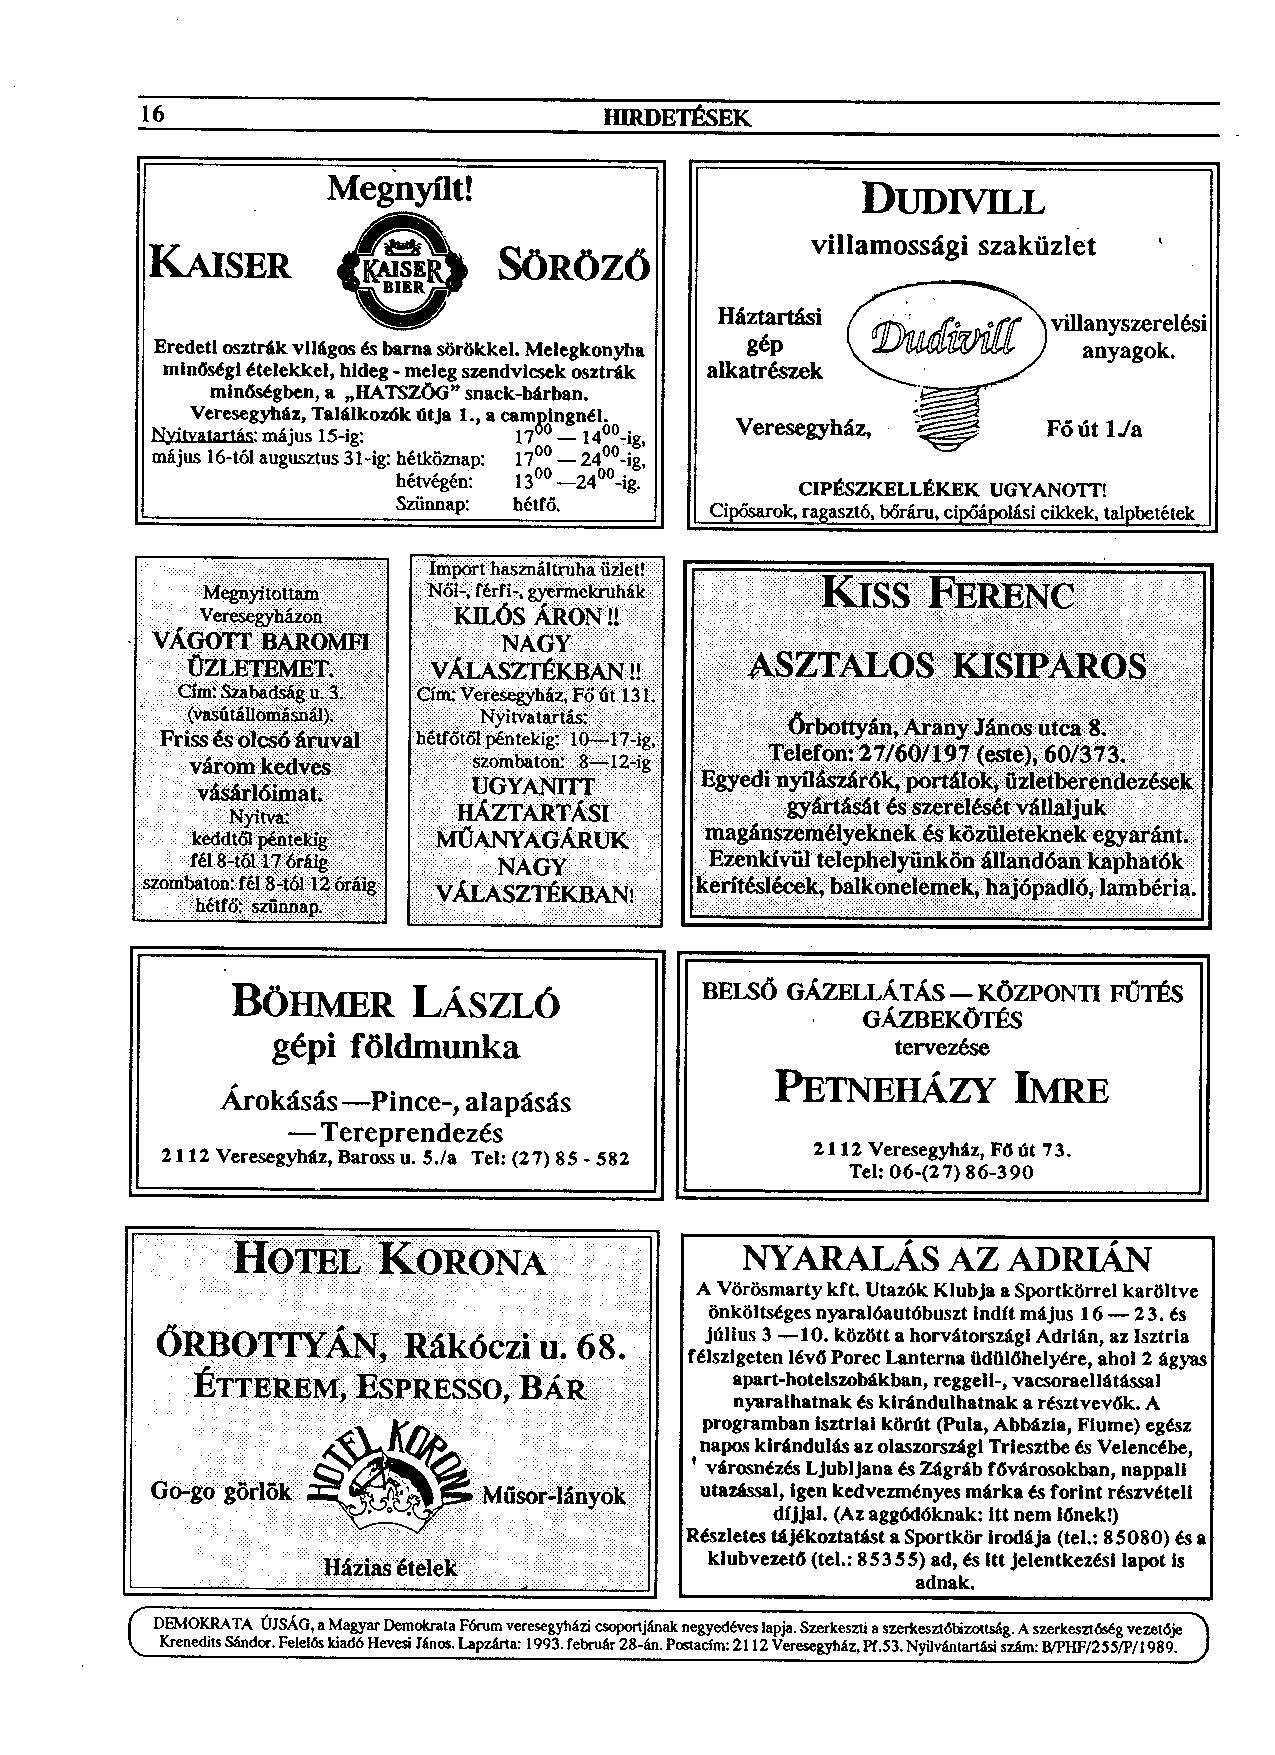 16
HIRDETÉSEK
Megnyílt!
KAISER
KAISER
BIER
SÖRÖZŐ
Eredeti osztrák világos és barna sörökkel. Melegkonyha
minőségi ételekkel, hideg - meleg szendvicsek osztrák
minőségben, a „HATSZÖG” snack-bárban.
Veresegyház, Találkozók útja 1., a campingnél.
Nyitvatartás: május 15-ig: 17⁰⁰ — 14⁰⁰-ig,
május 16-tól augusztus 31-ig: hétköznap: 17⁰⁰ — 24⁰⁰-ig,
hétvégén: 13⁰⁰ —24⁰⁰-ig.
Szünnap: hétfő.
DUDIVILL
villamossági szaküzlet
Háztartási
gép
alkatrészek
Dudivill
villanyszerelési
anyagok.
Veresegyház,
Fő út 1./a
CIPÉSZKELLÉKEK UGYANOTT!
Cipősarok, ragasztó, bőráru, cipőápolási cikkek, talpbetétek
Megnyitottam
Veresegyházon
VÁGOTT BAROMFI
ÜZLETEMET.
Cím: Szabadság u. 3.
(vasútállomásnál).
Friss és olcsó áruval
várom kedves
vásárlóimat.
Nyitva:
keddtől péntekig
fél 8-tól 17 óráig
szombaton: fél 8-tól 12 óráig
hétfő: szünnap.
Import használtruha üzlet!
Női-, férfi-, gyermekruhák
KILÓS ÁRON !!
NAGY
VÁLASZTÉKBAN !!
Cím: Veresegyház, Fő út 131.
Nyitvatartás:
hétfőtől péntekig: 10—17-ig,
szombaton: 8—12-ig
UGYANITT
HÁZTARTÁSI
MŰANYAGÁRUK
NAGY
VÁLASZTÉKBAN!
KISS FERENC
ASZTALOS KISIPAROS
Őrbottyán, Arany János utca 8.
Telefon: 27/60/197 (este), 60/373.
Egyedi nyílászárók, portálok, üzletberendezések
gyártását és szerelését vállaljuk
magánszemélyeknek és közületeknek egyaránt.
Ezenkívül telephelyünkön állandóan kaphatók
kerítéslécek, balkonelemek, hajópadló, lambéria.
BÖHMER LÁSZLÓ
gépi földmunka
Árokásás—Pince-, alapásás
—Tereprendezés
2112 Veresegyház, Baross u. 5./a Tel: (27) 85 - 582
BELSŐ GÁZELLÁTÁS — KÖZPONTI FŰTÉS
GÁZBEKÖTÉS
tervezése
PETNEHÁZY IMRE
2112 Veresegyház, Fő út 73.
Tel: 06-(27) 86-390
HOTEL KORONA
ŐRBOTTYÁN, Rákóczi u. 68.
ÉTTEREM, ESPRESSO, BÁR
HOTEL KORONA
Go-go görlök
Műsor-lányok
Házias ételek
NYARALÁS AZ ADRIÁN
A Vörösmarty kft. Utazók Klubja a Sportkörrel karöltve
önköltséges nyaralóautóbuszt indít május 16 — 23. és
július 3 —10. között a horvátországi Adrián, az Isztria
félszigeten lévő Porec Lanterna üdülőhelyére, ahol 2 ágyas
apart-hotelszobákban, reggeli-, vacsoraellátással
nyaralhatnak és kirándulhatnak a résztvevők. A
programban isztriai körút (Pula, Abbázia, Fiume) egész
napos kirándulás az olaszországi Triesztbe és Velencébe,
városnézés Ljubljana és Zágráb fővárosokban, nappali
utazással, igen kedvezményes márka és forint részvételi
díjjal. (Az aggódóknak: itt nem lőnek!)
Részletes tájékoztatást a Sportkör irodája (tel.: 85080) és a
klubvezető (tel.: 85355) ad, és itt jelentkezési lapot is
adnak.
DEMOKRATA ÚJSÁG, a Magyar Demokrata Fórum veresegyházi csoportjának negyedéves lapja. Szerkeszti a szerkesztőbizottság. A szerkesztőség vezetője
Krenedits Sándor. Felelős kiadó Hevesi János. Lapzárta: 1993. február 28-án. Postacím: 2112 Veresegyház, Pf.53. Nyilvántartási szám: B/PHF/255/P/1989.